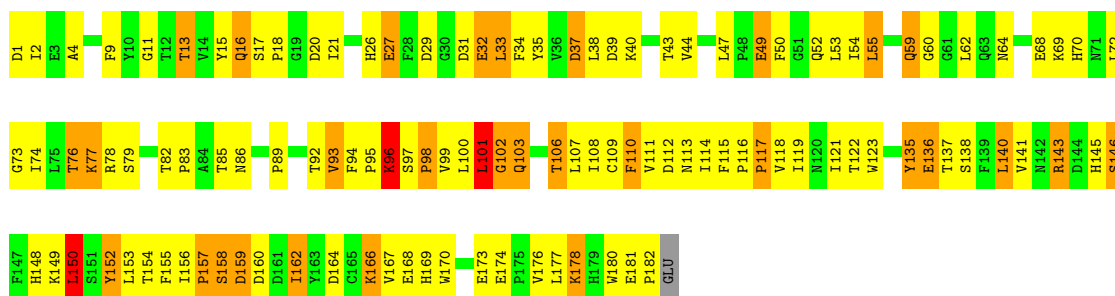 D1 I2 E3 A4 F9 Y10 G11 T12 T13 V14 Y15 Q16 S17 P18 G19 D20 I21 H26 E27 F28 D29 G30 D31 E32 L33 F34 Y35 V36 D37 L38 D39 K40 T43 V44 L47 P48 E49 F50 G51 Q52 L53 I54 L55 Q59 G60 G61 L62 Q63 N64 E68 K69 H70 N71 L72
G73 I74 L75 T76 K77 R78 S79 T82 P83 A84 T85 N86 P89 T92 V93 F94 P95 K96 S97 P98 V99 L100 L101 G102 Q103 T106 L107 I108 C109 F110 V111 D112 N113 I114 F115 P116 P117 V118 I119 N120 I121 T122 W123 Y135 E136 T137 S138 F139 L140 V141 N142 R143 D144 H145 S146
F147 H148 K149 L150 S151 Y152 L153 T154 F155 I156 P157 S158 D159 D160 D161 I162 Y163 D164 C165 K166 V167 E168 H169 W170 E173 E174 P175 V176 L177 K178 H179 W180 E181 P182 GLU